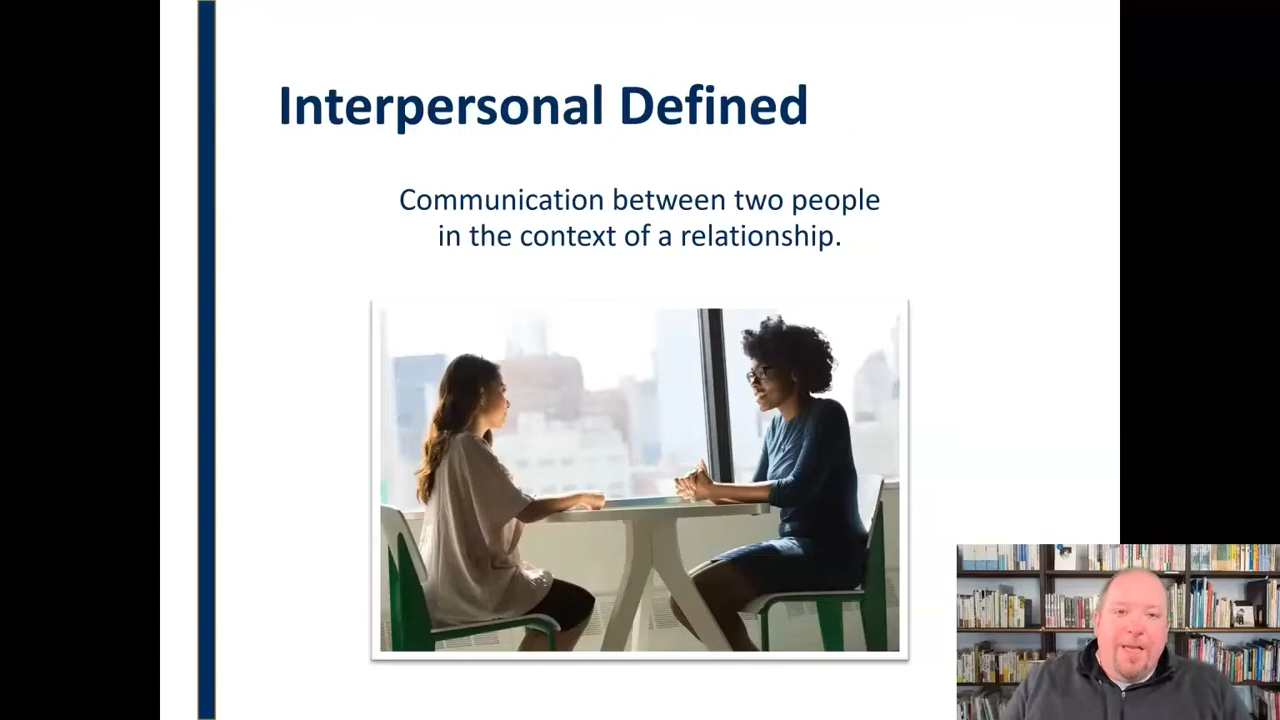 Interpersonal Defined
Communication between two people
in the context of a relationship.